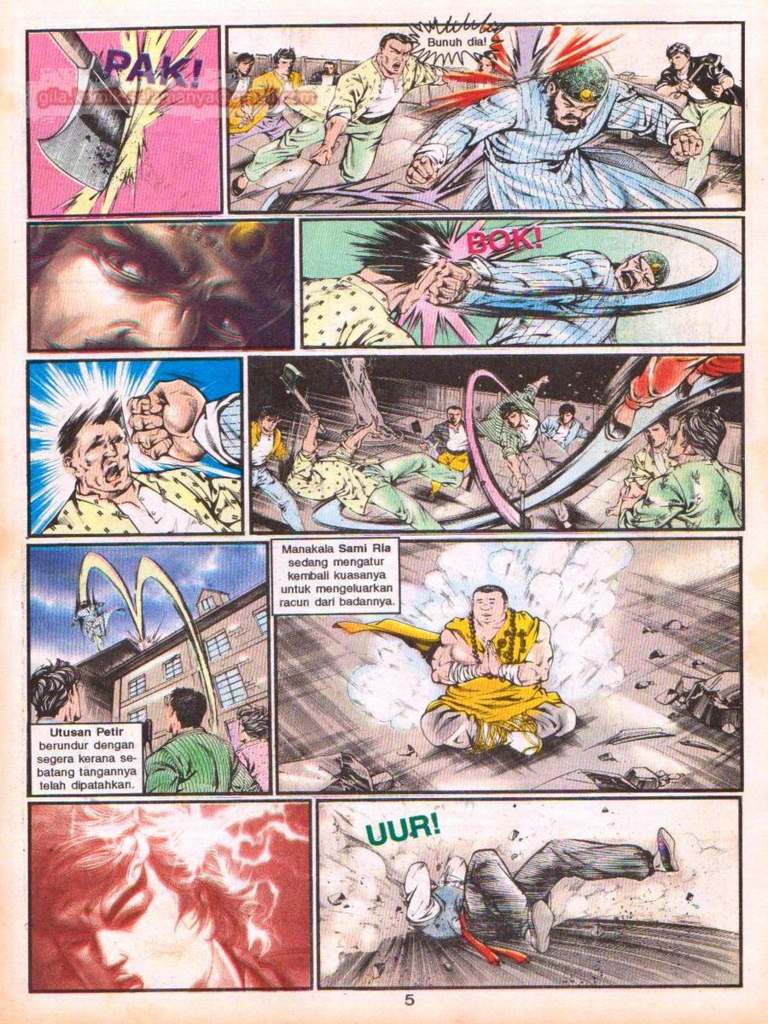 PAK!
Bunuh dia!
BOK!
Utusan Petir
berundur dengan
segera kerana se-
batang tangannya
telah dipatahkan.
Manakala Sami Ria
sedang mengatur
kembali kuasanya
untuk mengeluarkan
racun dari badannya.
UUR!
5